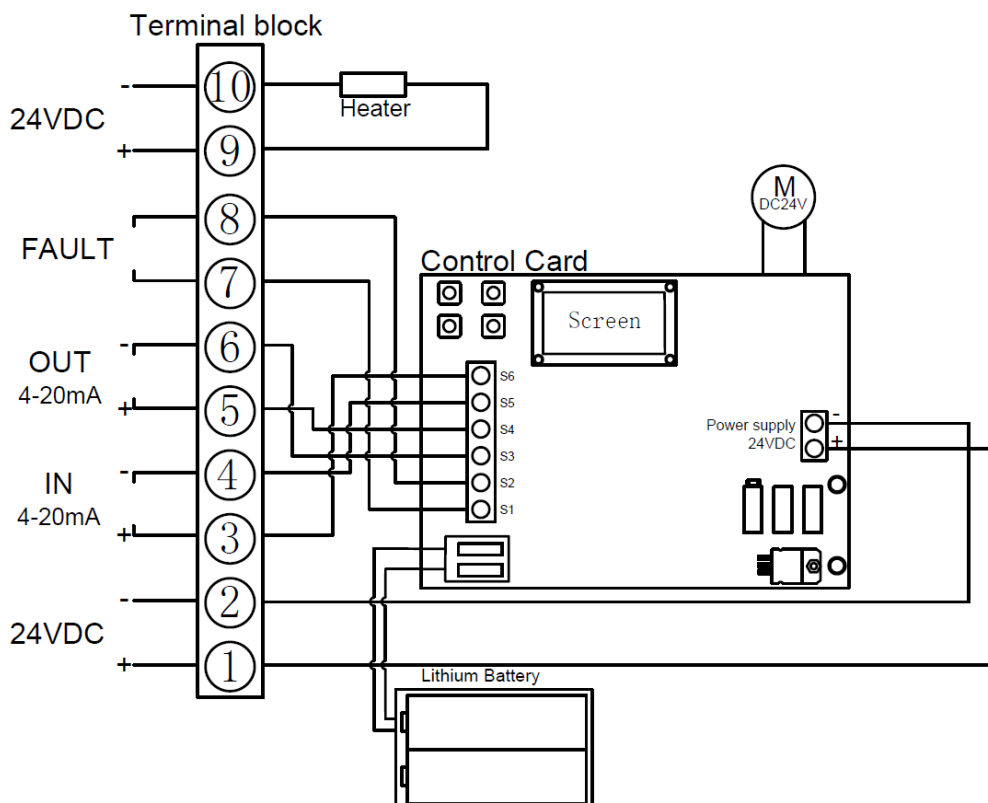 Terminal block
-
24VDC
+
10
9
Heater
FAULT
8
7
-
OUT
4-20mA
+
6
5
-
IN
4-20mA
+
4
3
-
24VDC
+
2
1
M
DC24V
Control Card
Screen
S6
S5
S4
S3
S2
S1
Power supply -
24VDC +
Lithium Battery